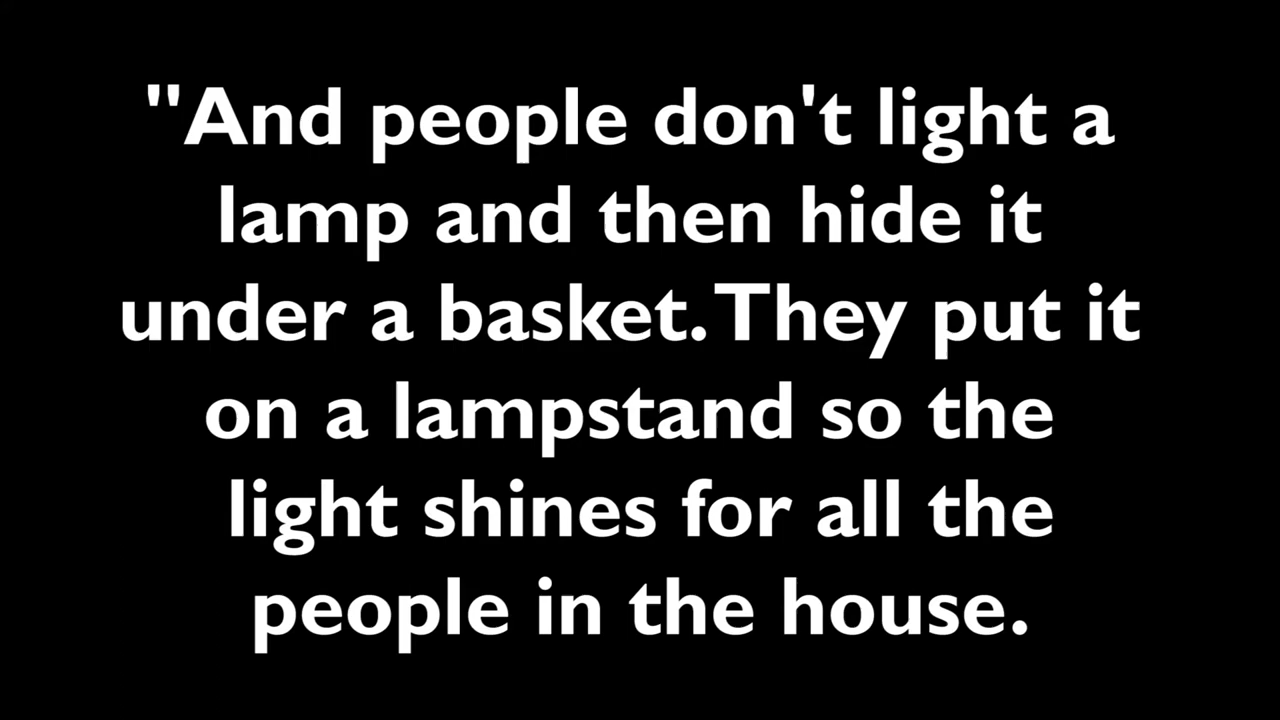 "And people don't light a
lamp and then hide it
under a basket. They put it
on a lampstand so the
light shines for all the
people in the house.